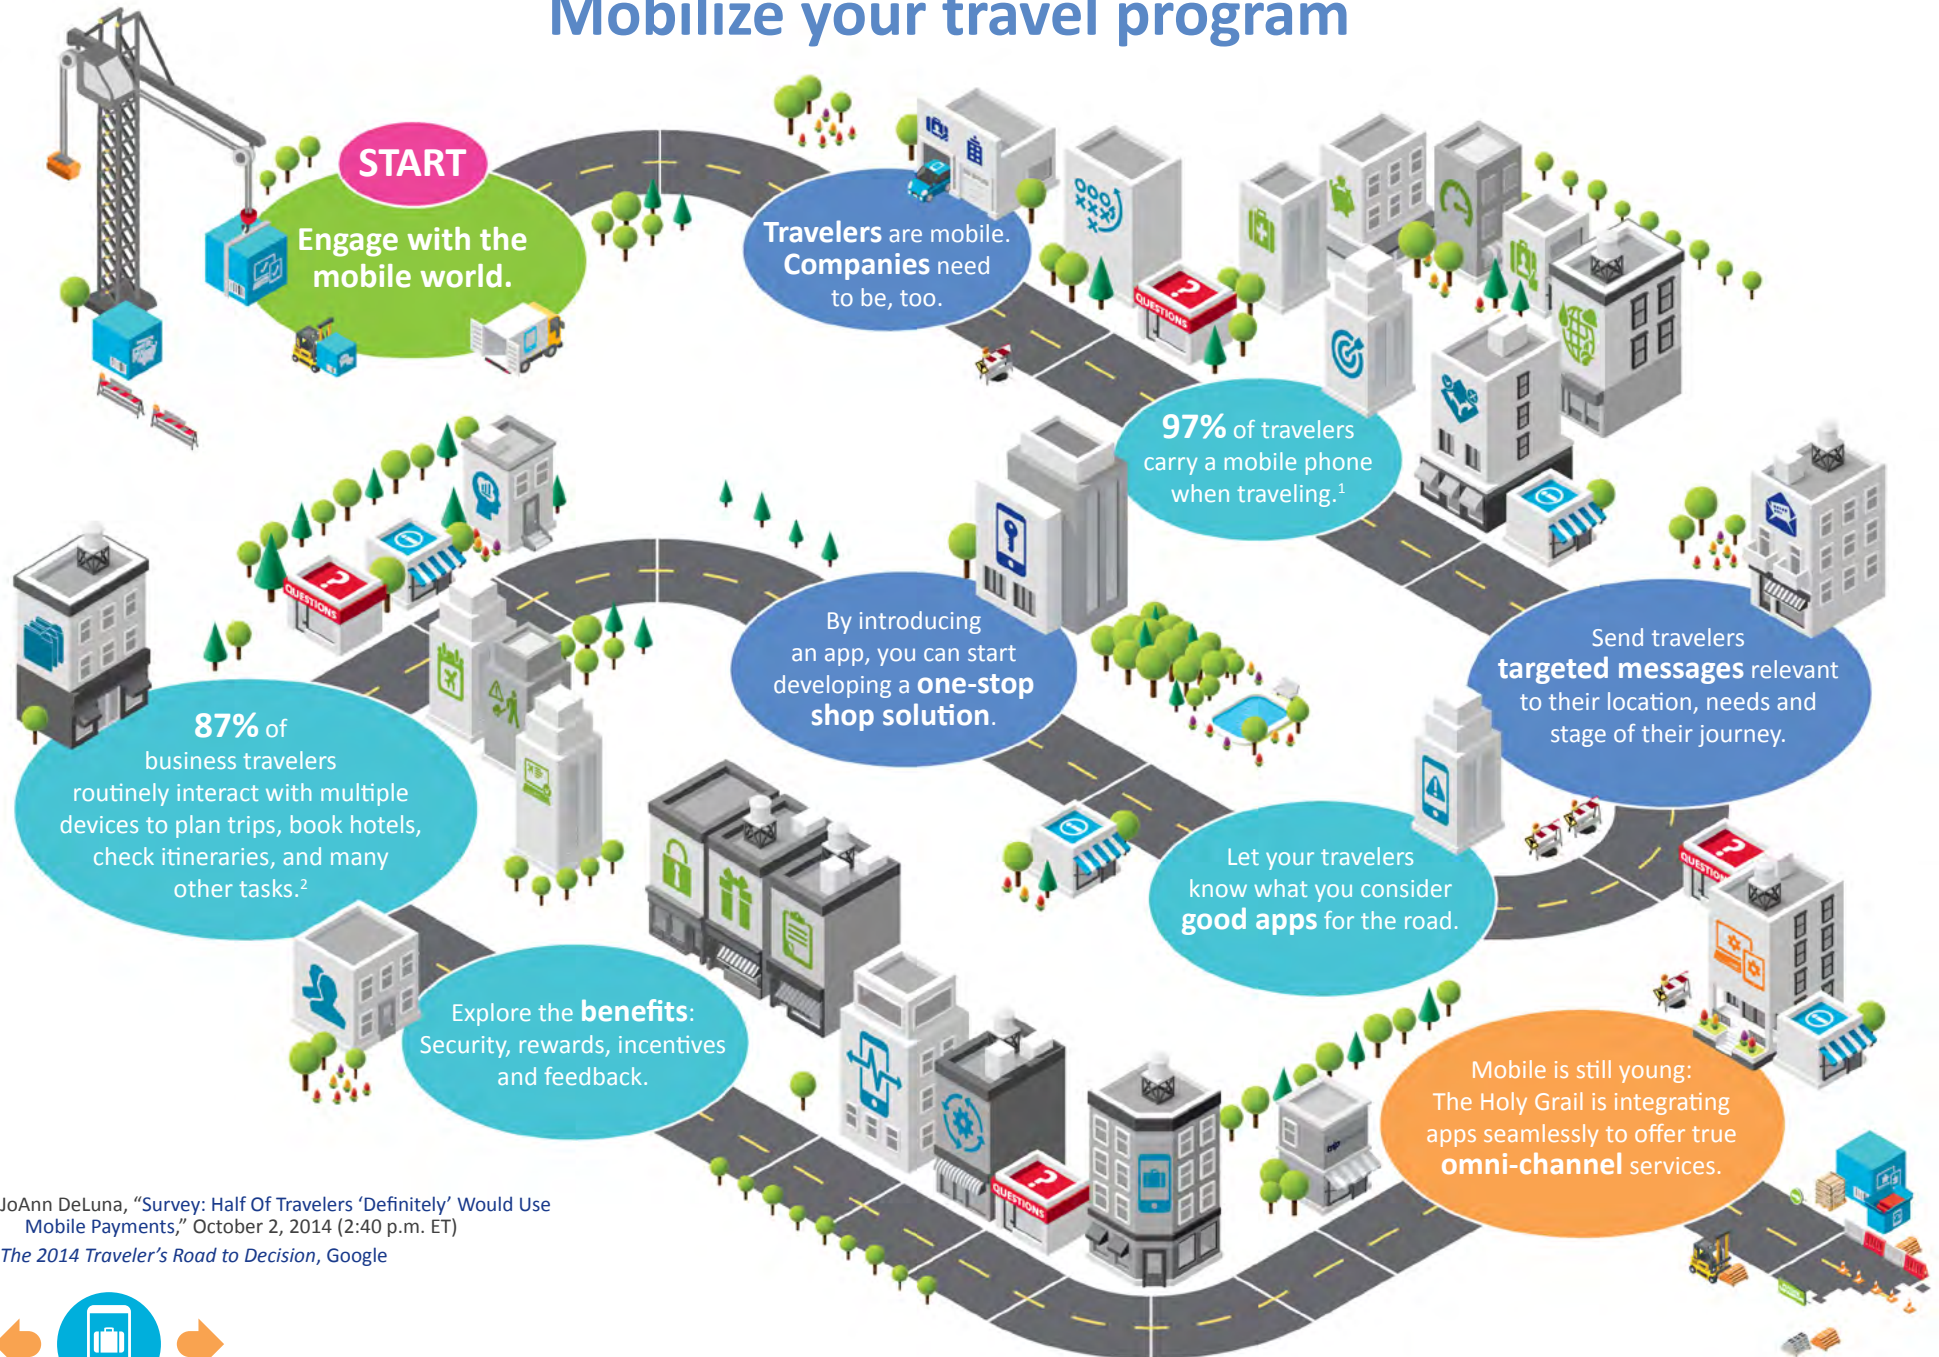 Mobilize your travel program
START
Engage with the
mobile world.
Travelers are mobile.
Companies need
to be, too.
QUESTIONS
97% of travelers
carry a mobile phone
when traveling.¹
Send travelers
targeted messages relevant
to their location, needs and
stage of their journey.
QUESTIONS
Let your travelers
know what you consider
good apps for the road.
By introducing
an app, you can start
developing a one-stop
shop solution.
QUESTIONS
87% of
business travelers
routinely interact with multiple
devices to plan trips, book hotels,
check itineraries, and many
other tasks.²
Explore the benefits:
Security, rewards, incentives
and feedback.
QUESTIONS
Mobile is still young:
The Holy Grail is integrating
apps seamlessly to offer true
omni-channel services.
JoAnn DeLuna, “Survey: Half Of Travelers ‘Definitely’ Would Use
Mobile Payments,” October 2, 2014 (2:40 p.m. ET)
The 2014 Traveler’s Road to Decision, Google